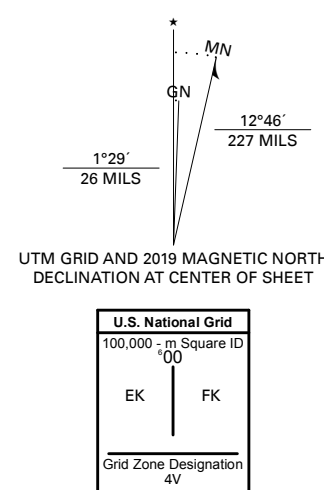 ★
MN
GN
12°46´
227 MILS
1°29´
26 MILS
UTM GRID AND 2019 MAGNETIC NORTH
DECLINATION AT CENTER OF SHEET
U.S. National Grid
100,000 - m Square ID
⁶00
EK FK
Grid Zone Designation
4V